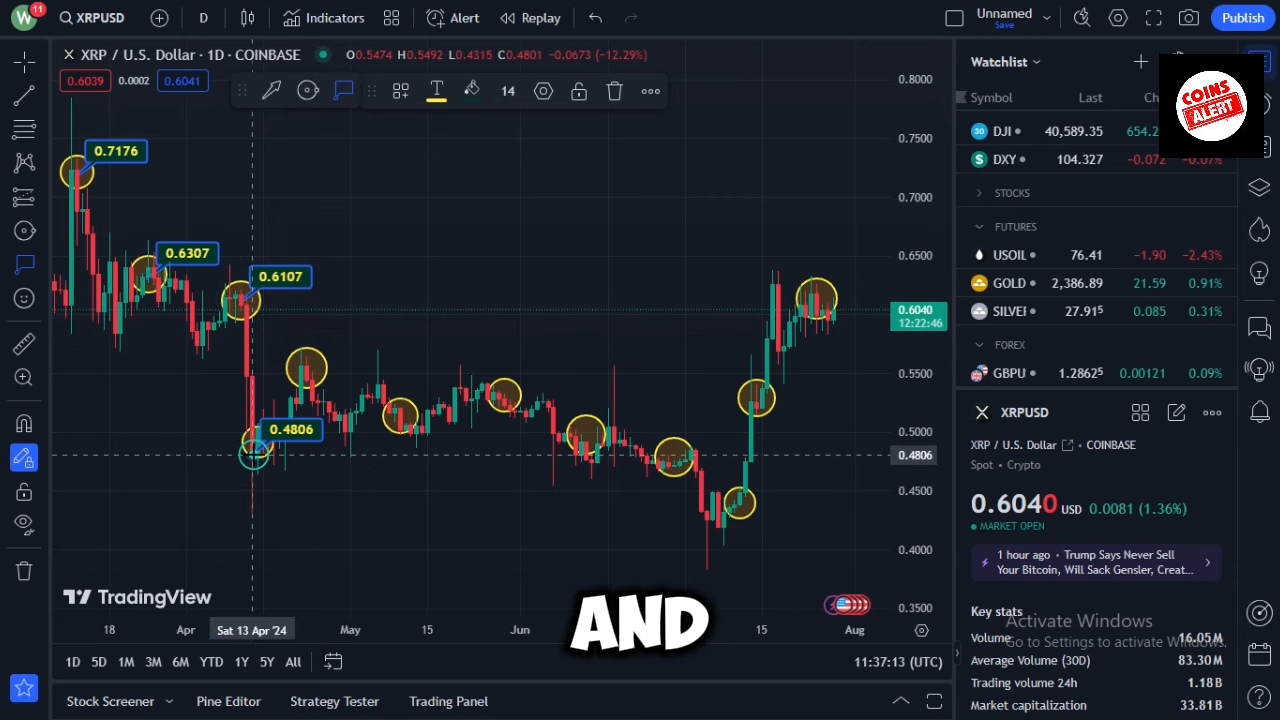 11
XRPUSD
D
Indicators
Alert
Replay
Unnamed
Save
Publish
XRP / U.S. Dollar · 1D · COINBASE
O0.5474 H0.5492 L0.4315 C0.4801 -0.0673 (-12.29%)
0.6039
0.0002
0.6041
T
14
0.7176
0.6307
0.6107
0.4806
0.8000
0.7500
0.7000
0.6500
0.6040
12:22:46
0.5500
0.5000
0.4806
0.4500
0.4000
0.3500
TradingView
AND
18
Apr
Sat 13 Apr '24
May
15
Jun
15
Aug
1D 5D 1M 3M 6M YTD 1Y 5Y All
11:37:13 (UTC)
Stock Screener
Pine Editor
Strategy Tester
Trading Panel
Watchlist
COINS
ALERT
Symbol Last
DJI 40,589.35
DXY 104.327 -0.072 -0.07%
STOCKS
FUTURES
USOIL 76.41 -1.90 -2.43%
GOLD 2,386.89 21.59 0.91%
SILVER 27.915 0.085 0.31%
FOREX
GBPU 1.28625 0.00121 0.09%
XRPUSD
XRP / U.S. Dollar COINBASE
Spot • Crypto
0.6040 USD 0.0081 (1.36%)
MARKET OPEN
1 hour ago • Trump Says Never Sell
Your Bitcoin, Will Sack Gensler, Creat...
Key stats
Activate Windows
Go to Settings to activate Windows.
Volume 16.05M
Average Volume (30D) 83.30M
Trading volume 24h 1.18B
Market capitalization 33.81B